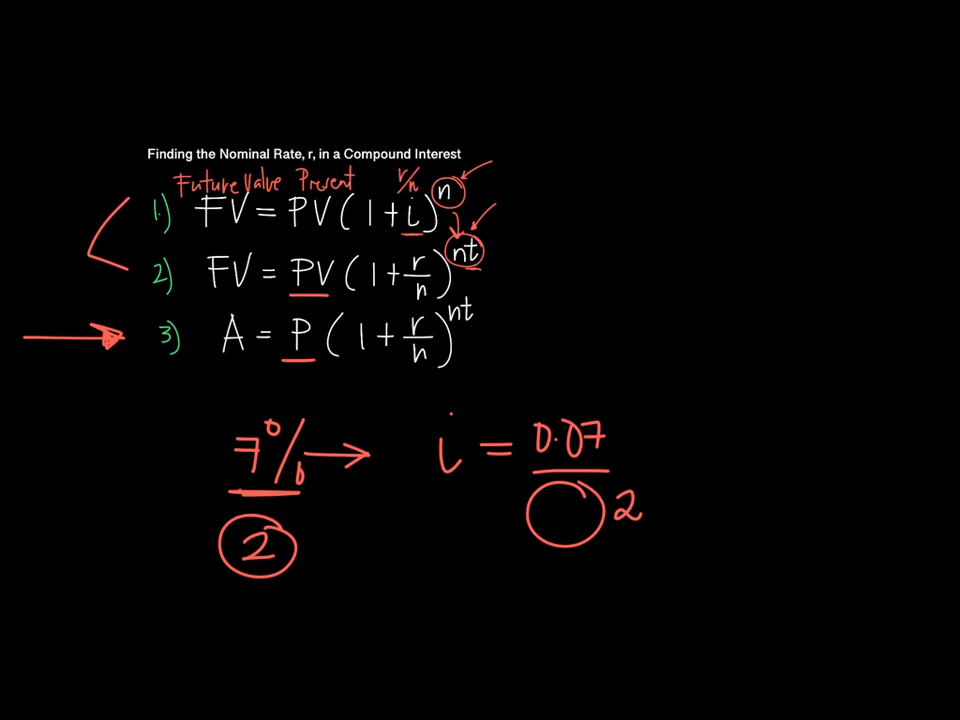 Finding the Nominal Rate, r, in a Compound Interest
Future Value Present r/n
1.) FV = PV(1+i)^n
2) FV = PV(1+r/n)^nt
3) A = P(1+r/n)^nt
7% → i = 0.07
2 2